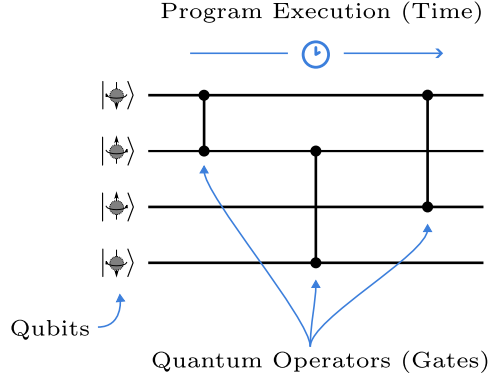 Program Execution (Time)
Qubits
Quantum Operators (Gates)